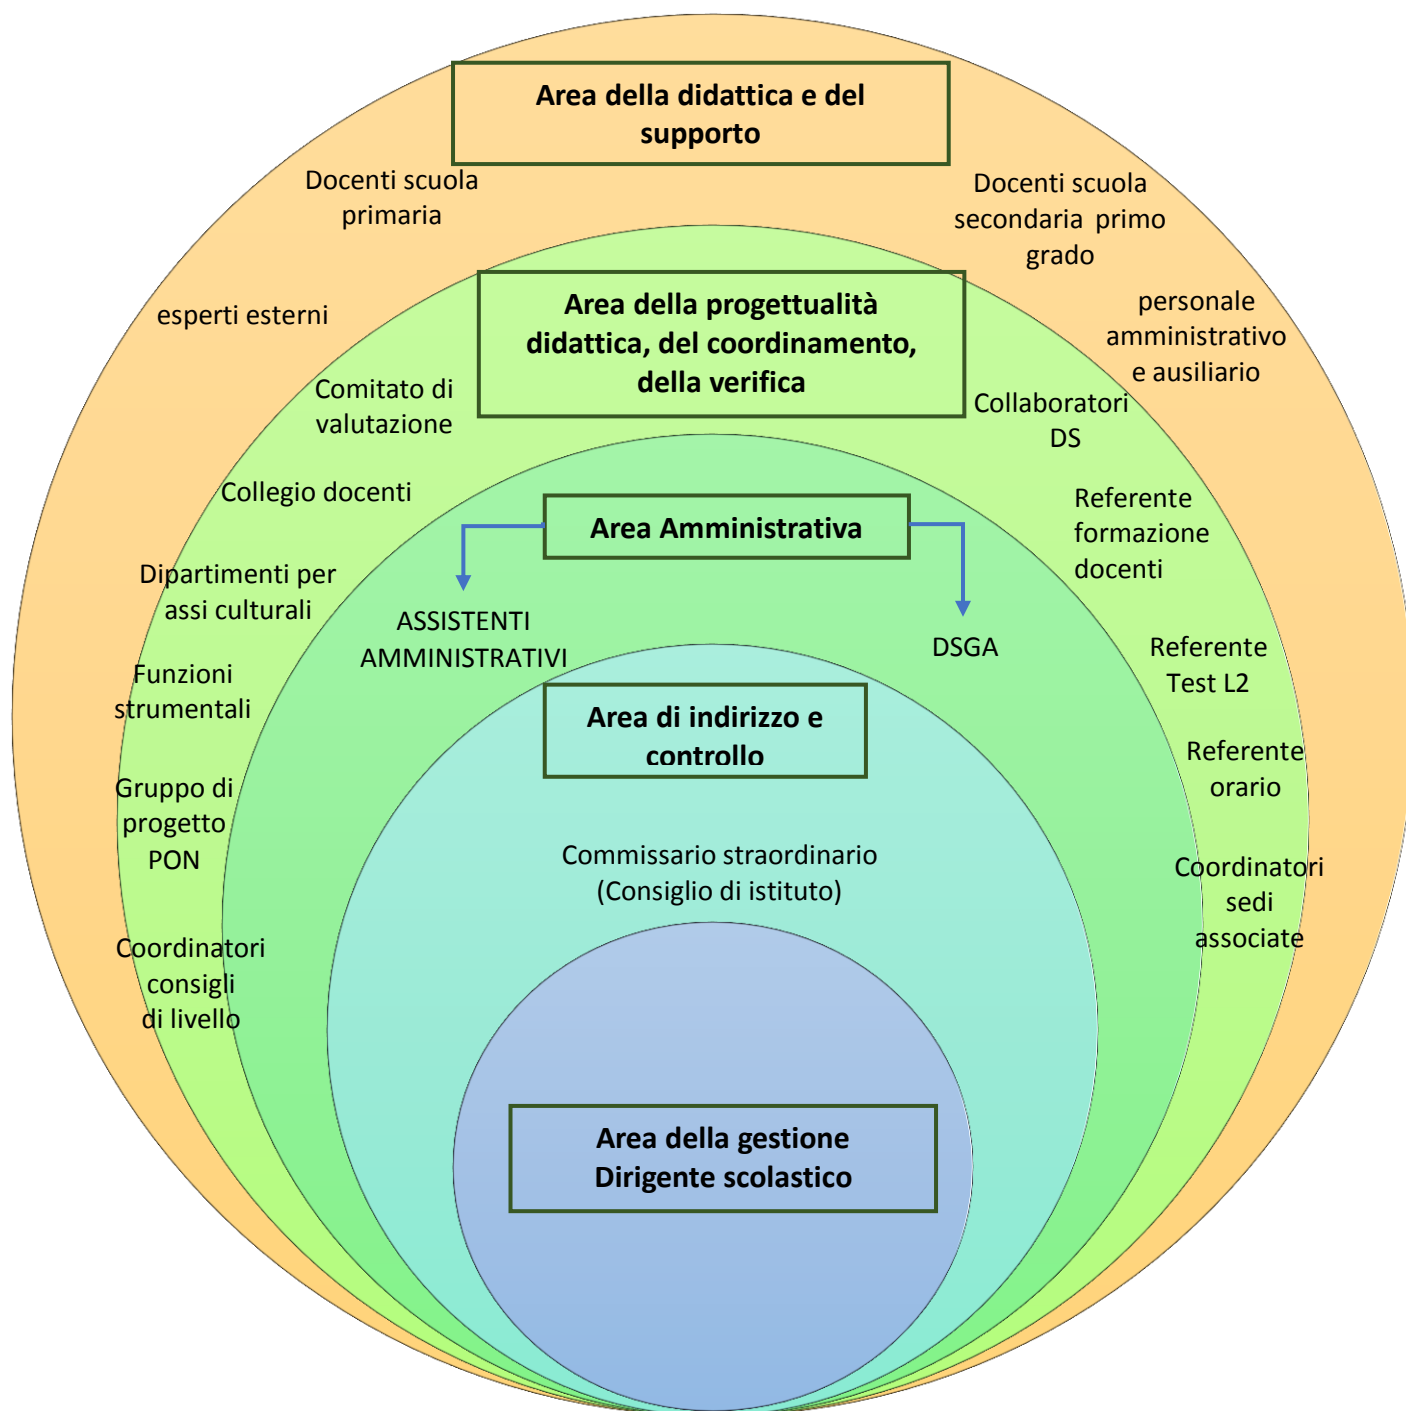 Area della didattica e del
supporto
Docenti scuola
primaria
Docenti scuola
secondaria primo
grado
esperti esterni
personale
amministrativo
e ausiliario
Area della progettualità
didattica, del coordinamento,
della verifica
Comitato di
valutazione
Collaboratori
DS
Collegio docenti
Referente
formazione
docenti
Area Amministrativa
Dipartimenti per
assi culturali
ASSISTENTI
AMMINISTRATIVI
DSGA
Referente
Test L2
Funzioni
strumentali
Area di indirizzo e
controllo
Referente
orario
Gruppo di
progetto
PON
Commissario straordinario
(Consiglio di istituto)
Coordinatori
sedi
associate
Coordinatori
consigli
di livello
Area della gestione
Dirigente scolastico